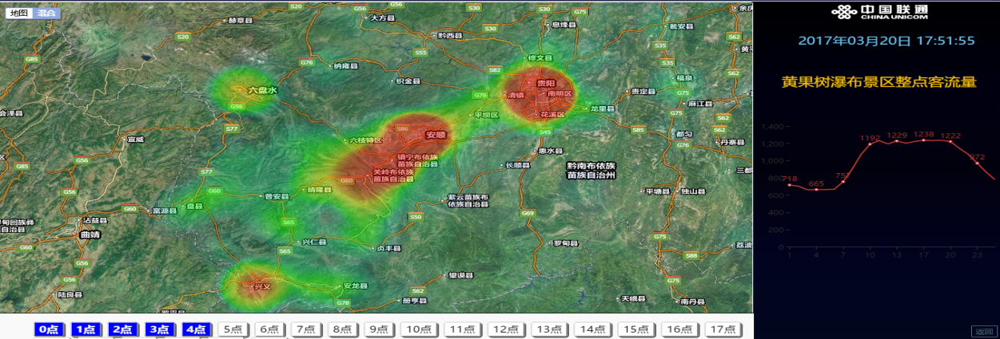 地图 混合
中国联通
CHINA UNICOM
2017年03月20日 17:51:55
黄果树瀑布景区整点客流量
赫章县
S20
大方县
G56
S30
S30
G75
息烽县
瓮安县
S62
黔西县
S20
G85
G76
纳雍县
S55
S35
S35
修文县
S82
织金县
贵阳
福泉
六盘水
清镇
南明区
G76
贵定县
G75
麻江县
G56
龙里县
S62
平坝区
花溪区
S77
S86
安顺
S45
S85
都匀
S62
六枝特区
G76
丹寨县
宣威
惠水县
镇宁布依族
苗族自治县
长顺县
黔南布依族
苗族自治州
G85
S77
关岭布依族
苗族自治县
G60
G56
G60
晴隆县
普安县
紫云苗族布
依族自治县
平塘县
独山县
盘县
富源县
G60
沾益县
S65
S50
G69
曲靖
兴仁县
贞丰县
罗甸县
G75
G60
S65
S88
G56
G56
兴义
安龙县
望谟县
G75
S62
陆良县
G78
册亨县
天峨县
南丹县
1,400
1,200
1,000
800
600
400
200
0
718 665 757 1192 1229 1238 1222 972
1 4 7 10 13 17 20 23
返回
0点 1点 2点 3点 4点 5点 6点 7点 8点 9点 10点 11点 12点 13点 14点 15点 16点 17点